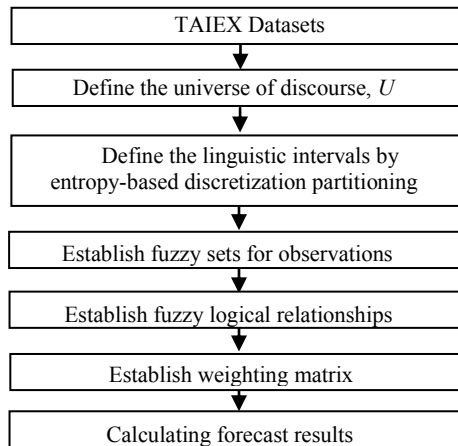 TAIEX Datasets
Define the universe of discourse, U
Define the linguistic intervals by
entropy-based discretization partitioning
Establish fuzzy sets for observations
Establish fuzzy logical relationships
Establish weighting matrix
Calculating forecast results